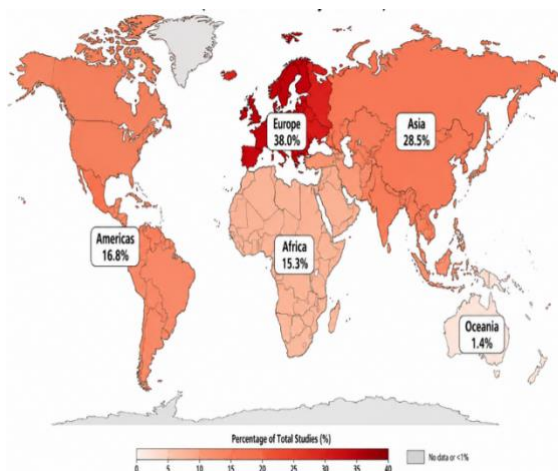 Europe
38.0%
Asia
28.5%
Americas
16.8%
Africa
15.3%
Oceania
1.4%
Percentage of Total Studies (%)
No data or <1%
0 5 10 15 20 25 30 35 40